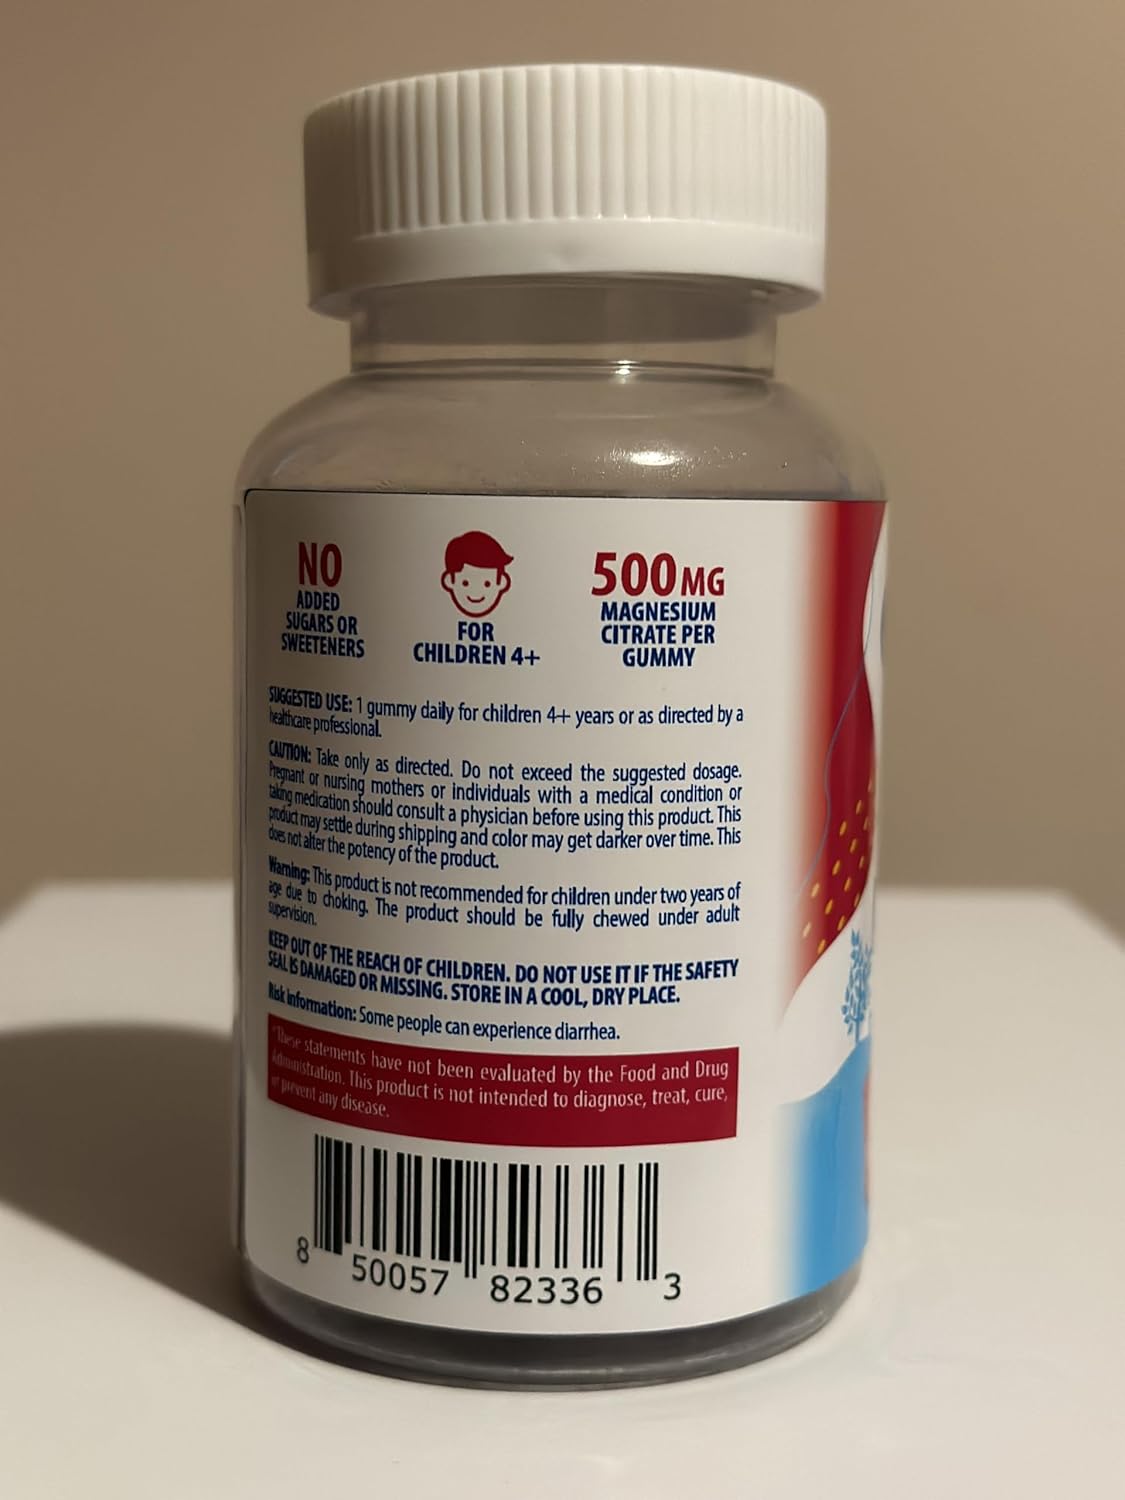 NO
ADDED
SUGARS OR
SWEETENERS
FOR
CHILDREN 4+
500MG
MAGNESIUM
CITRATE PER
GUMMY
SUGGESTED USE: 1 gummy daily for children 4+ years or as directed by a
healthcare professional.
CAUTION: Take only as directed. Do not exceed the suggested dosage.
Pregnant or nursing mothers or individuals with a medical condition or
taking medication should consult a physician before using this product. This
product may settle during shipping and color may get darker over time. This
does not alter the potency of the product.
Warning: This product is not recommended for children under two years of
age due to choking. The product should be fully chewed under adult
supervision.
KEEP OUT OF THE REACH OF CHILDREN. DO NOT USE IT IF THE SAFETY
SEAL IS DAMAGED OR MISSING. STORE IN A COOL, DRY PLACE.
Risk Information: Some people can experience diarrhea.
*These statements have not been evaluated by the Food and Drug
Administration. This product is not intended to diagnose, treat, cure,
or prevent any disease.
8 50057 82336 3